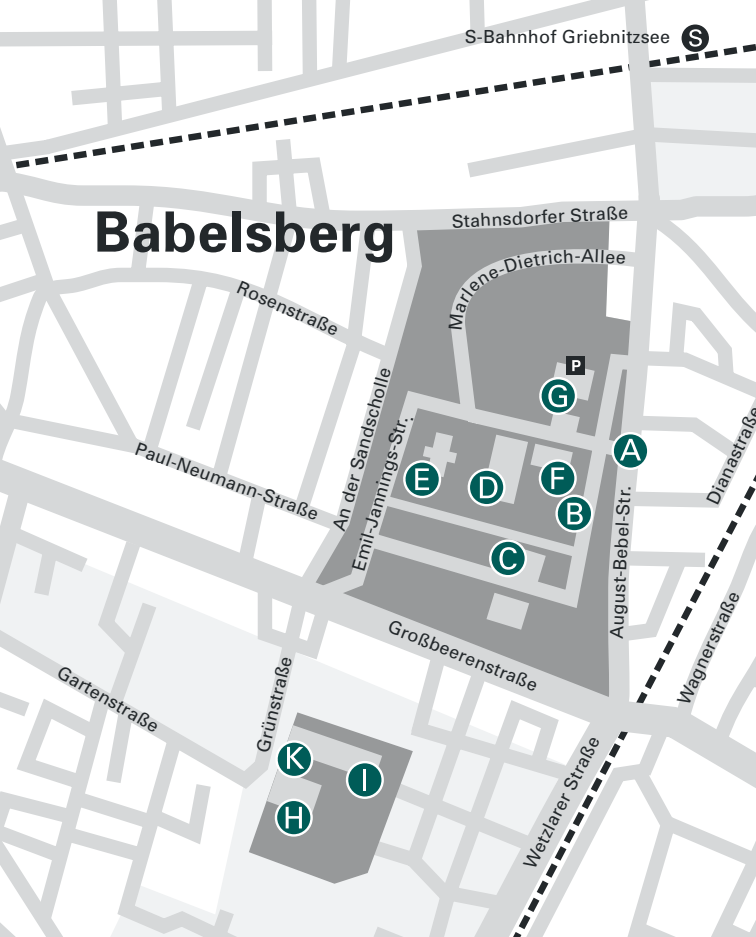 S-Bahnhof Griebnitzsee S
Stahnsdorfer Straße
Babelsberg
Marlene-Dietrich-Allee
Rosenstraße
P
G
An der Sandscholle
Emil-Jannings-Str.
A
Dianastraße
Paul-Neumann-Straße
E
D
F
B
August-Bebel-Str.
C
Wagnerstraße
Großbeerenstraße
Gartenstraße
Grünstraße
K
I
H
Wetzlarer Straße